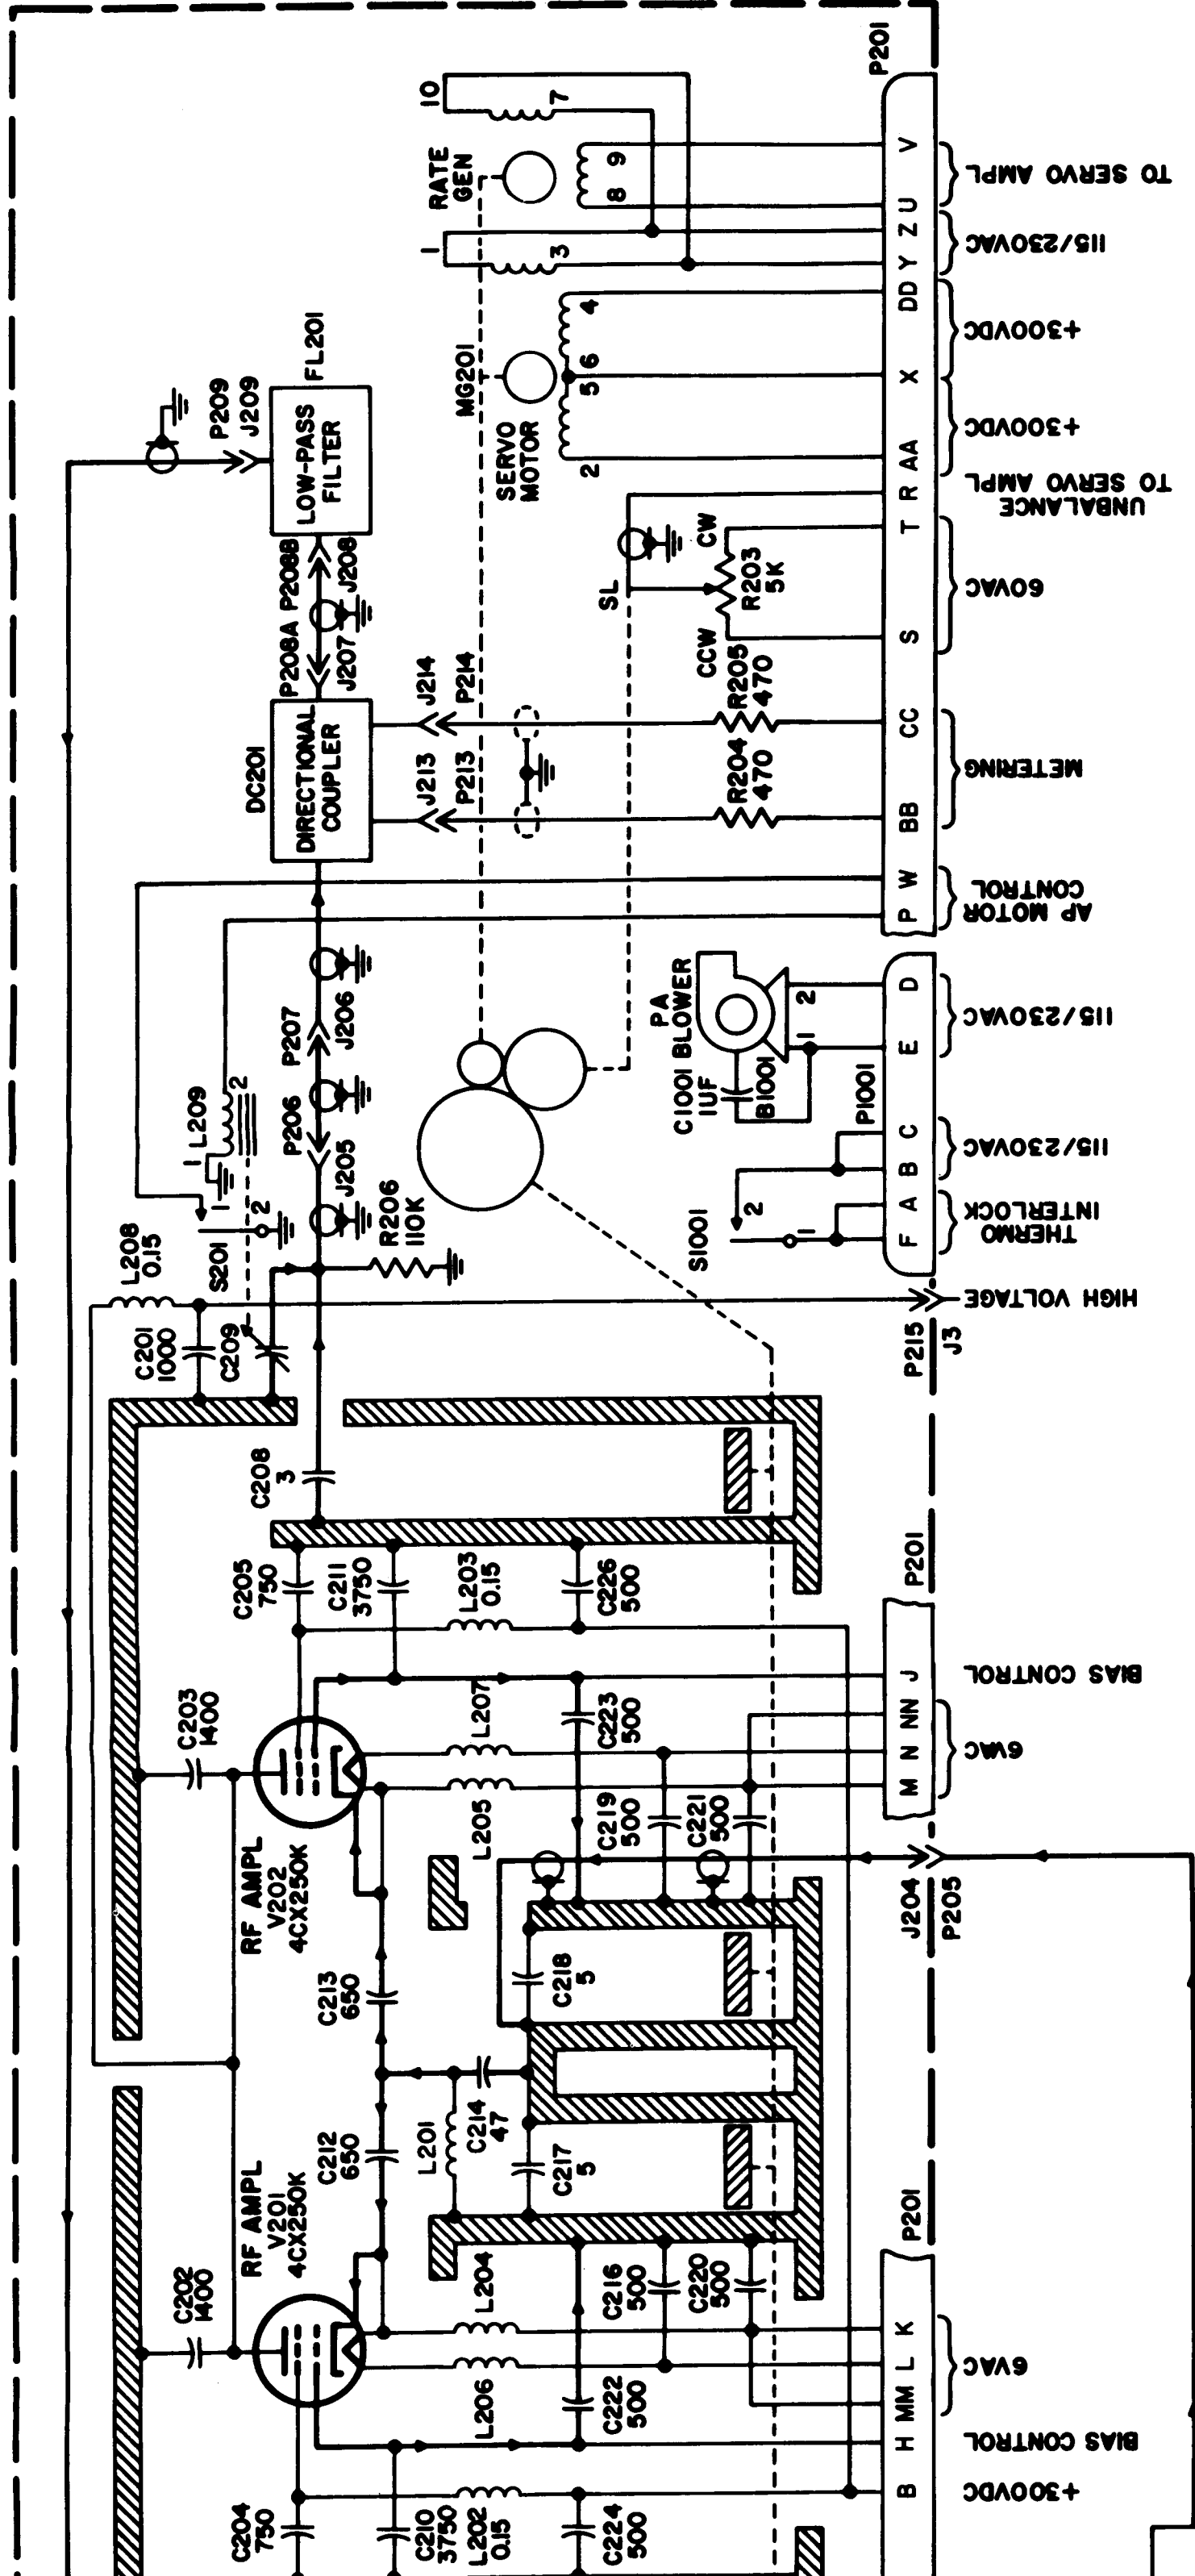 P201
10
7
RATE
GEN
9
8
V
U
TO SERVO AMPL
1
3
Z
Y
115/230VAC
FL201
LOW-PASS
FILTER
P209
J209
MG201
SERVO
MOTOR
4
6
5
2
DD
X
AA
+300VDC
+300VDC
R
TO SERVO AMPL
UNBALANCE
P208B
J208
P208A
J207
SL
CW
R203
5K
CCW
T
S
60VAC
DC201
DIRECTIONAL
COUPLER
J214
P214
J213
P213
R205
470
R204
470
CC
BB
METERING
W
P
AP MOTOR
CONTROL
P207
J206
P206
J205
L209
2
1
1
2
S201
R206
110K
PA
BLOWER
C1001
1UF
B1001
2
1
D
E
115/230VAC
P1001
C
B
115/230VAC
A
F
THERMO
INTERLOCK
S1001
2
1
L208
0.15
C201
1000
C209
HIGH VOLTAGE
P215
J3
C208
3
C205
750
C211
3750
L203
0.15
C226
500
P201
J
BIAS CONTROL
NN
N
M
6VAC
C203
1400
RF AMPL
V202
4CX250K
L207
L205
C223
500
C219
500
C221
500
J204
P205
C213
650
C218
5
C214
47
L201
C217
5
C212
650
RF AMPL
V201
4CX250K
C202
1400
L204
L206
C216
500
C220
500
C222
500
P201
K
L
MM
6VAC
H
BIAS CONTROL
B
+300VDC
C204
750
C210
3750
L202
0.15
C224
500